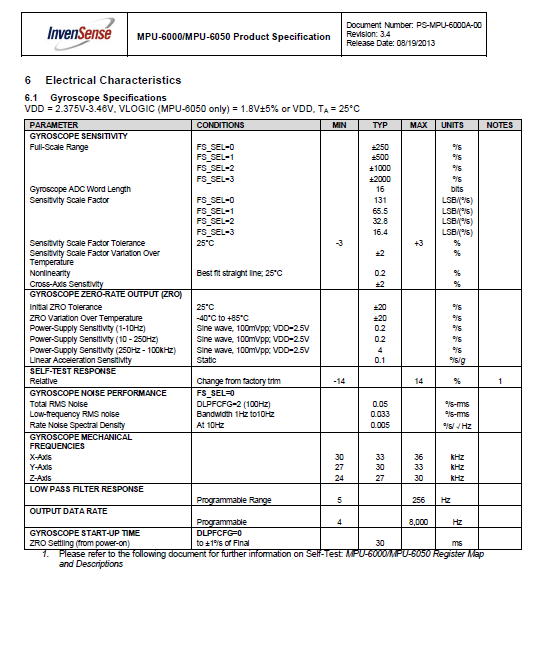 InvenSense
MPU-6000/MPU-6050 Product Specification
Document Number: PS-MPU-6000A-00
Revision: 3.4
Release Date: 08/19/2013
6 Electrical Characteristics
6.1 Gyroscope Specifications
VDD = 2.375V-3.46V, VLOGIC (MPU-6050 only) = 1.8V±5% or VDD, TA = 25°C
PARAMETER CONDITIONS MIN TYP MAX UNITS NOTES
GYROSCOPE SENSITIVITY
Full-Scale Range FS_SEL=0 ±250 º/s
FS_SEL=1 ±500 º/s
FS_SEL=2 ±1000 º/s
FS_SEL=3 ±2000 º/s
Gyroscope ADC Word Length 16 bits
Sensitivity Scale Factor FS_SEL=0 131 LSB/(º/s)
FS_SEL=1 65.5 LSB/(º/s)
FS_SEL=2 32.8 LSB/(º/s)
FS_SEL=3 16.4 LSB/(º/s)
Sensitivity Scale Factor Tolerance 25°C -3 +3 %
Sensitivity Scale Factor Variation Over ±2 %
Temperature
Nonlinearity Best fit straight line; 25°C 0.2 %
Cross-Axis Sensitivity ±2 %
GYROSCOPE ZERO-RATE OUTPUT (ZRO)
Initial ZRO Tolerance 25°C ±20 º/s
ZRO Variation Over Temperature -40°C to +85°C ±20 º/s
Power-Supply Sensitivity (1-10Hz) Sine wave, 100mVpp; VDD=2.5V 0.2 º/s
Power-Supply Sensitivity (10 - 250Hz) Sine wave, 100mVpp; VDD=2.5V 0.2 º/s
Power-Supply Sensitivity (250Hz - 100kHz) Sine wave, 100mVpp; VDD=2.5V 4 º/s
Linear Acceleration Sensitivity Static 0.1 º/s/g
SELF-TEST RESPONSE
Relative Change from factory trim -14 14 % 1
GYROSCOPE NOISE PERFORMANCE FS_SEL=0
Total RMS Noise DLPFCFG=2 (100Hz) 0.05 º/s-rms
Low-frequency RMS noise Bandwidth 1Hz to10Hz 0.033 º/s-rms
Rate Noise Spectral Density At 10Hz 0.005 º/s/√Hz
GYROSCOPE MECHANICAL
FREQUENCIES
X-Axis 30 33 36 kHz
Y-Axis 27 30 33 kHz
Z-Axis 24 27 30 kHz
LOW PASS FILTER RESPONSE
Programmable Range 5 256 Hz
OUTPUT DATA RATE
Programmable 4 8,000 Hz
GYROSCOPE START-UP TIME DLPFCFG=0
ZRO Settling (from power-on) to ±1º/s of Final 30 ms
1. Please refer to the following document for further information on Self-Test: MPU-6000/MPU-6050 Register Map
and Descriptions